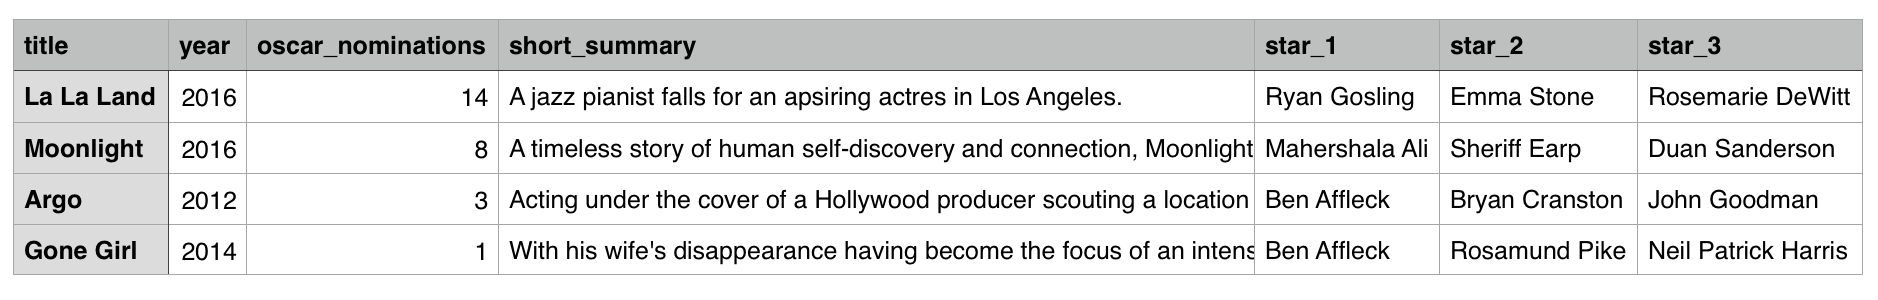 title year oscar_nominations short_summary star_1 star_2 star_3
La La Land 2016 14 A jazz pianist falls for an apsiring actres in Los Angeles. Ryan Gosling Emma Stone Rosemarie DeWitt
Moonlight 2016 8 A timeless story of human self-discovery and connection, Moonlight Mahershala Ali Sheriff Earp Duan Sanderson
Argo 2012 3 Acting under the cover of a Hollywood producer scouting a location Ben Affleck Bryan Cranston John Goodman
Gone Girl 2014 1 With his wife's disappearance having become the focus of an intens Ben Affleck Rosamund Pike Neil Patrick Harris